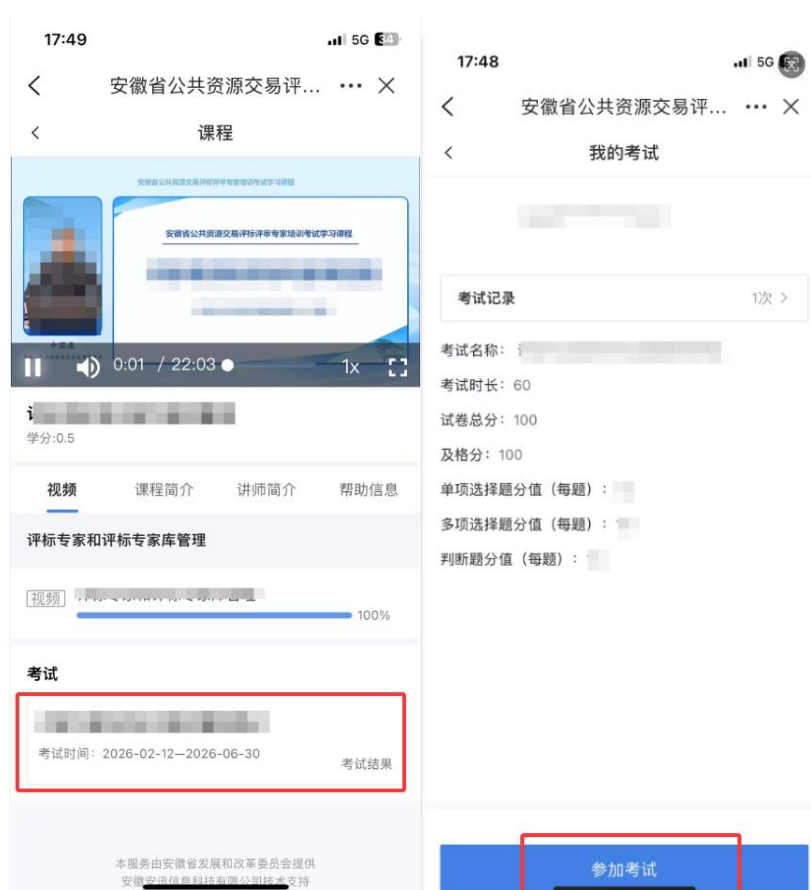 17:49
5G 34
安徽省公共资源交易评...
课程
安徽省公共资源交易评标评审专家培训考试学习课程
安徽省公共资源交易评标评审专家培训考试学习课程
0:01 / 22:03
1x
学分:0.5
视频 课程简介 讲师简介 帮助信息
评标专家和评标专家库管理
视频
100%
考试
考试时间：2026-02-12—2026-06-30
考试结果
本服务由安徽省发展和改革委员会提供
安徽安讯信息科技有限公司技术支持
17:48
5G
安徽省公共资源交易评...
我的考试
考试记录 1次
考试名称：
考试时长：60
试卷总分：100
及格分：100
单项选择题分值（每题）：
多项选择题分值（每题）：
判断题分值（每题）：
参加考试